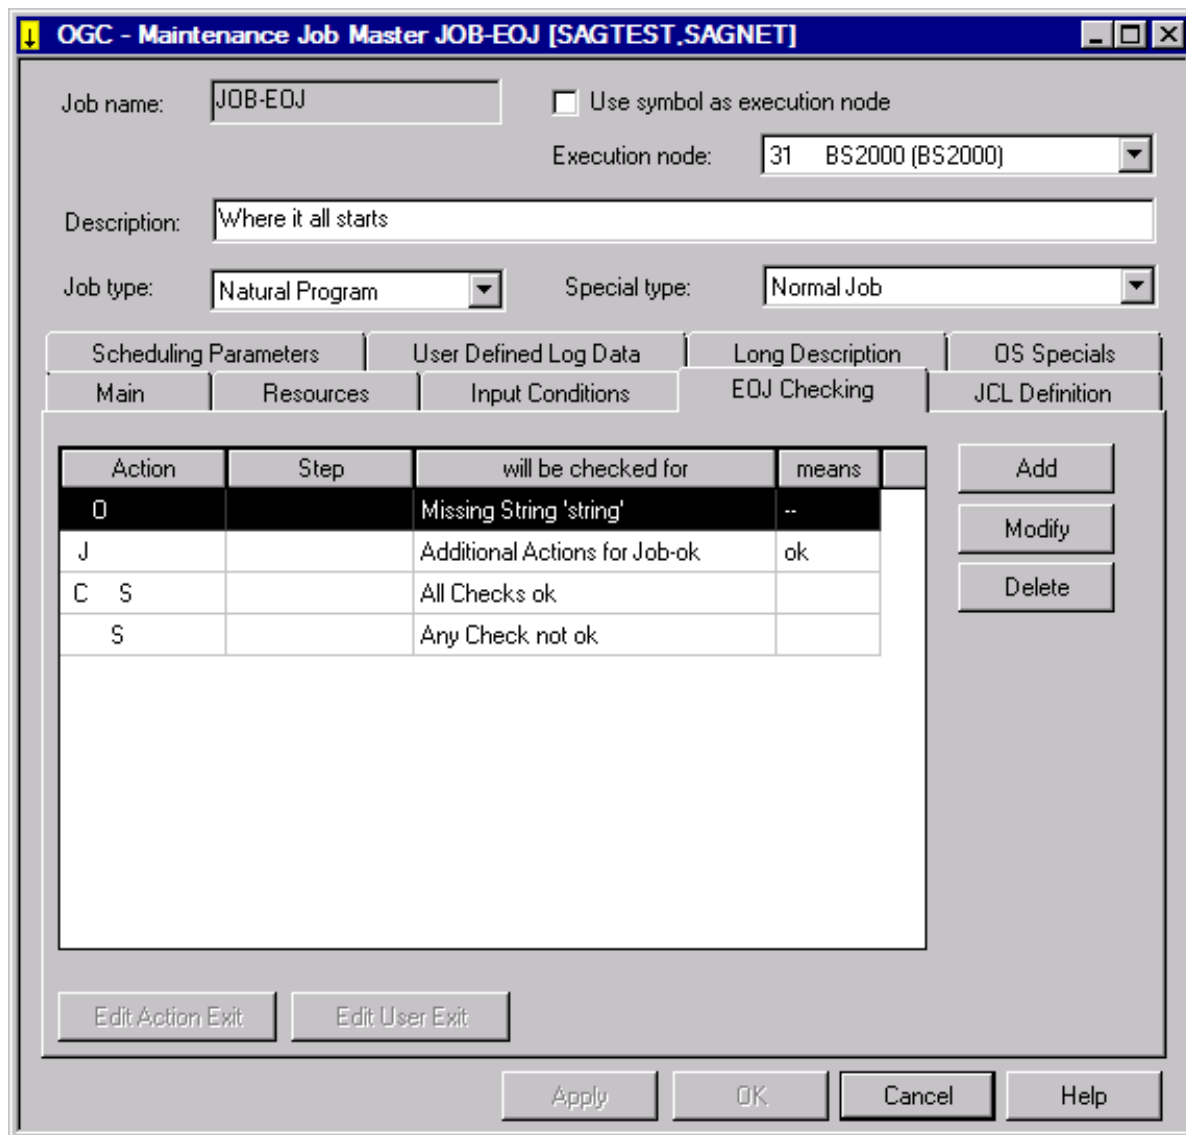 OGC - Maintenance Job Master JOB-EOJ [SAGTEST,SAGNET]
Job name: JOB-EOJ Use symbol as execution node
Execution node: 31 BS2000 (BS2000)
Description: Where it all starts
Job type: Natural Program Special type: Normal Job
Scheduling Parameters User Defined Log Data Long Description OS Specials
Main Resources Input Conditions EOJ Checking JCL Definition
Action Step will be checked for means Add
O Missing String 'string' --
Modify
J Additional Actions for Job-ok ok
C S All Checks ok Delete
S Any Check not ok
Edit Action Exit Edit User Exit
Apply OK Cancel Help